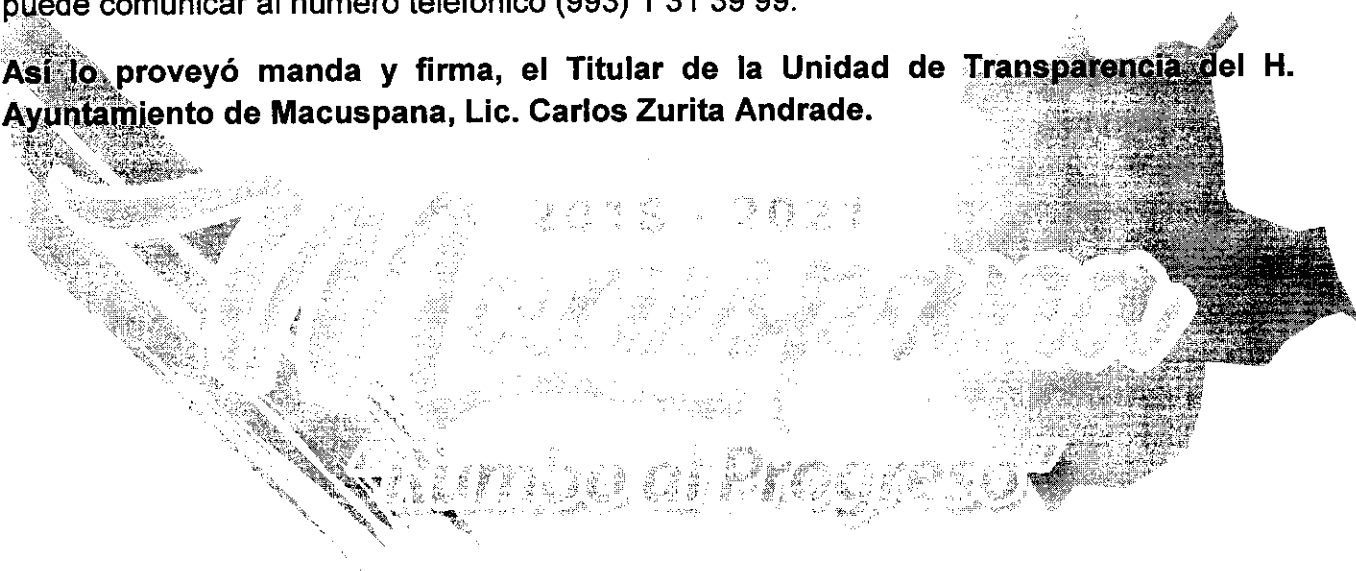 puede comunicar al número telefónico (993) 1 31 39 99.
Así lo proveyó manda y firma, el Titular de la Unidad de Transparencia del H.
Ayuntamiento de Macuspana, Lic. Carlos Zurita Andrade.
2018 - 2021
Macuspana
Rumbo al Progreso